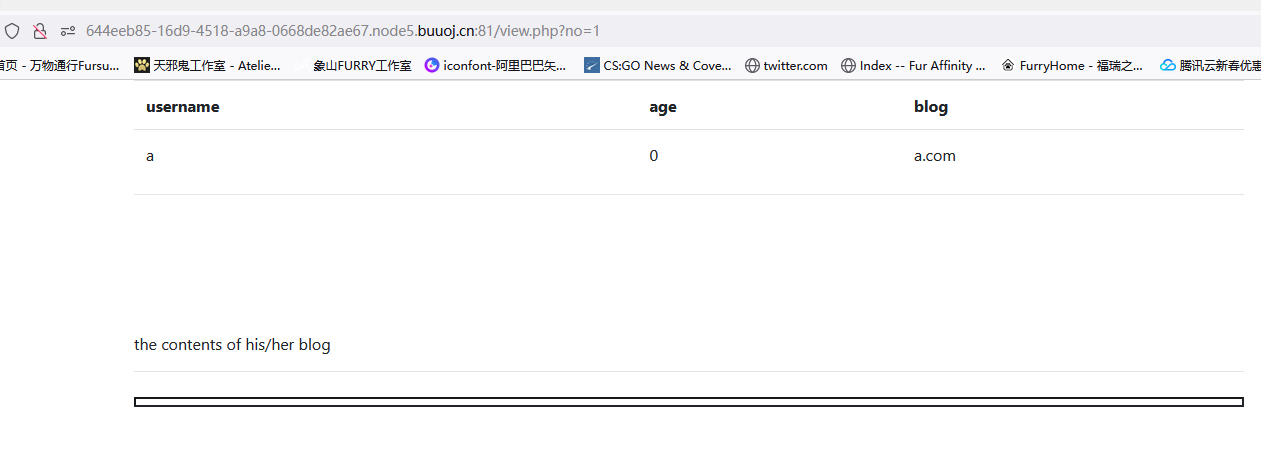 644eeb85-16d9-4518-a9a8-0668de82ae67.node5.buuoj.cn:81/view.php?no=1
首页 - 万物通行Fursu... 天邪鬼工作室 - Atelie... 象山FURRY工作室 iconfont-阿里巴巴矢... CS:GO News & Cove... twitter.com Index -- Fur Affinity ... FurryHome - 福瑞之... 腾讯云新春优惠
username age blog
a 0 a.com
the contents of his/her blog